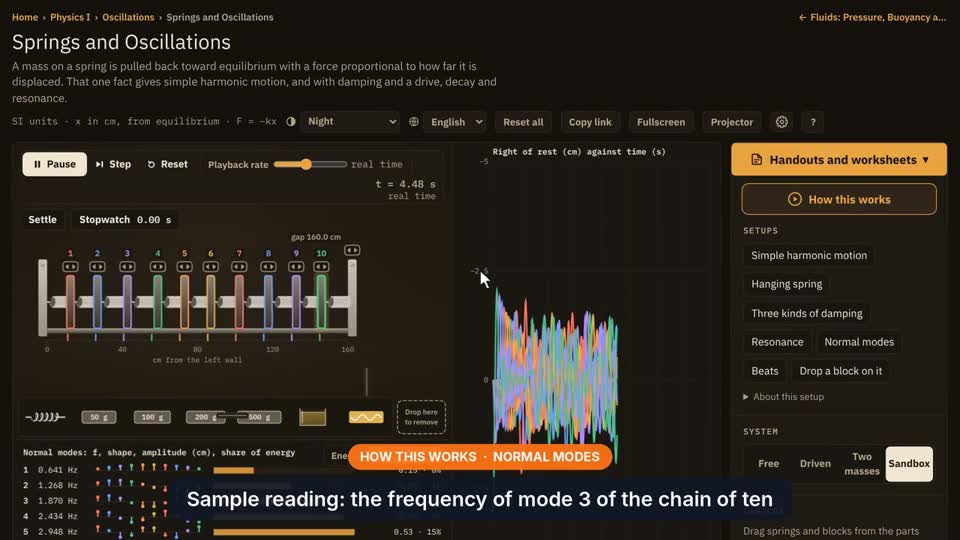 Home › Physics I › Oscillations › Springs and Oscillations
← Fluids: Pressure, Buoyancy a...
Springs and Oscillations
A mass on a spring is pulled back toward equilibrium with a force proportional to how far it is
displaced. That one fact gives simple harmonic motion, and with damping and a drive, decay and
resonance.
SI units · x in cm, from equilibrium · F = −kx
Night
English
Reset all
Copy link
Fullscreen
Projector
?
Pause
Step
Reset
Playback rate
real time
t = 4.48 s
real time
Settle
Stopwatch 0.00 s
gap 160.0 cm
1 2 3 4 5 6 7 8 9 10
0 40 80 120 160
cm from the left wall
50 g
100 g
200 g
500 g
Drop here
to remove
Normal modes: f, shape, amplitude (cm), share of energy
1 0.641 Hz
2 1.268 Hz
3 1.870 Hz
4 2.434 Hz
5 2.948 Hz
0.53 · 15%
Right of rest (cm) against time (s)
−5
0
HOW THIS WORKS · NORMAL MODES
Sample reading: the frequency of mode 3 of the chain of ten
Handouts and worksheets ▾
How this works
SETUPS
Simple harmonic motion
Hanging spring
Three kinds of damping
Resonance
Normal modes
Beats
Drop a block on it
▸ About this setup
SYSTEM
Free
Driven
Two
masses
Sandbox
Drag springs and blocks from the parts